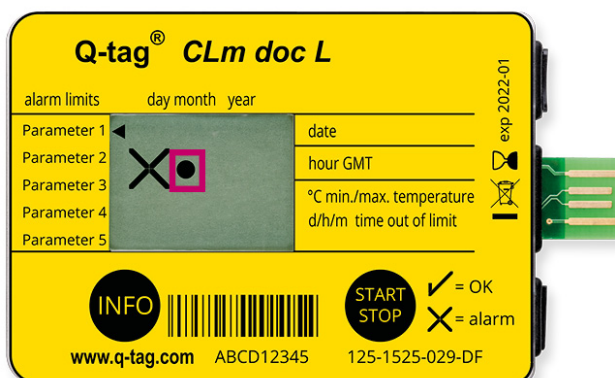 Q-tag® CLm doc L
alarm limits day month year
Parameter 1 date
Parameter 2 hour GMT
Parameter 3 °C min./max. temperature
Parameter 4 d/h/m time out of limit
Parameter 5
exp 2022-01
INFO
START
STOP
= OK
= alarm
www.q-tag.com ABCD12345 125-1525-029-DF